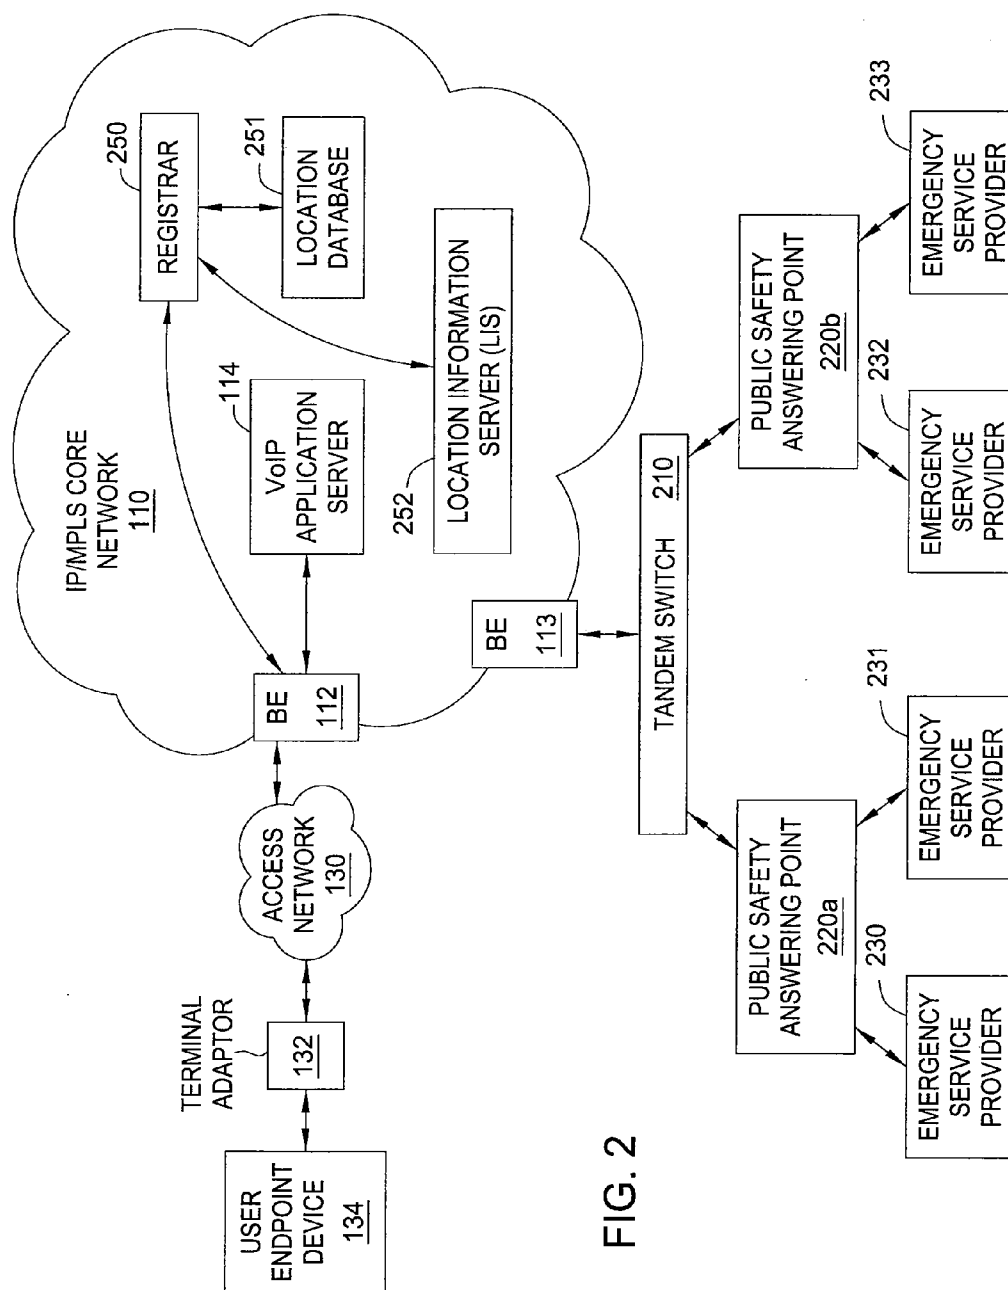 IP/MPLS CORE
NETWORK
110
REGISTRAR
250
LOCATION
DATABASE
251
VoIP
APPLICATION
SERVER
114
LOCATION INFORMATION
SERVER (LIS)
252
BE
112
BE
113
ACCESS
NETWORK
130
TERMINAL
ADAPTOR
132
USER
ENDPOINT
DEVICE
134
TANDEM SWITCH 210
PUBLIC SAFETY
ANSWERING POINT
220a
PUBLIC SAFETY
ANSWERING POINT
220b
230
EMERGENCY
SERVICE
PROVIDER
231
EMERGENCY
SERVICE
PROVIDER
232
EMERGENCY
SERVICE
PROVIDER
233
EMERGENCY
SERVICE
PROVIDER
FIG. 2